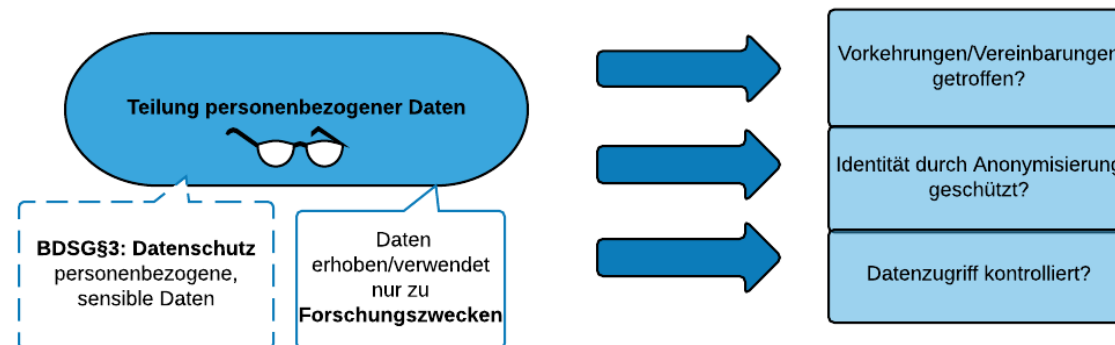 Teilung personenbezogener Daten
BDSG§3: Datenschutz
personenbezogene,
sensible Daten
Daten
erhoben/verwendet
nur zu
Forschungszwecken
Vorkehrungen/Vereinbarungen
getroffen?
Identität durch Anonymisierung
geschützt?
Datenzugriff kontrolliert?